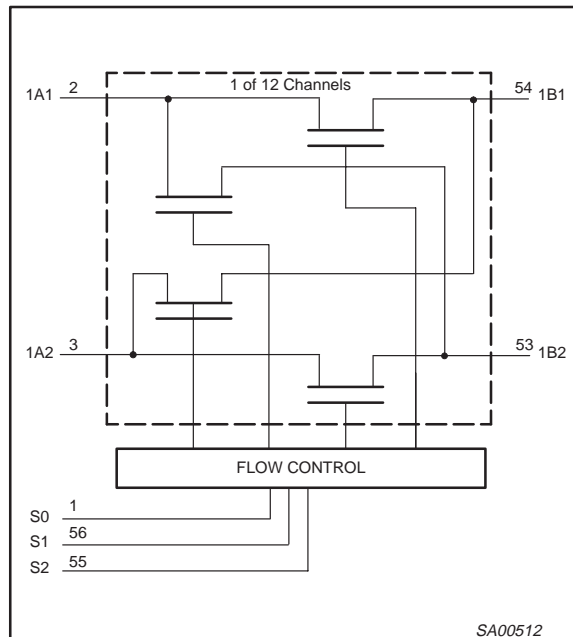 1 of 12 Channels
1A1 2
54 1B1
1A2 3
53 1B2
FLOW CONTROL
S0 1
S1 56
S2 55
SA00512